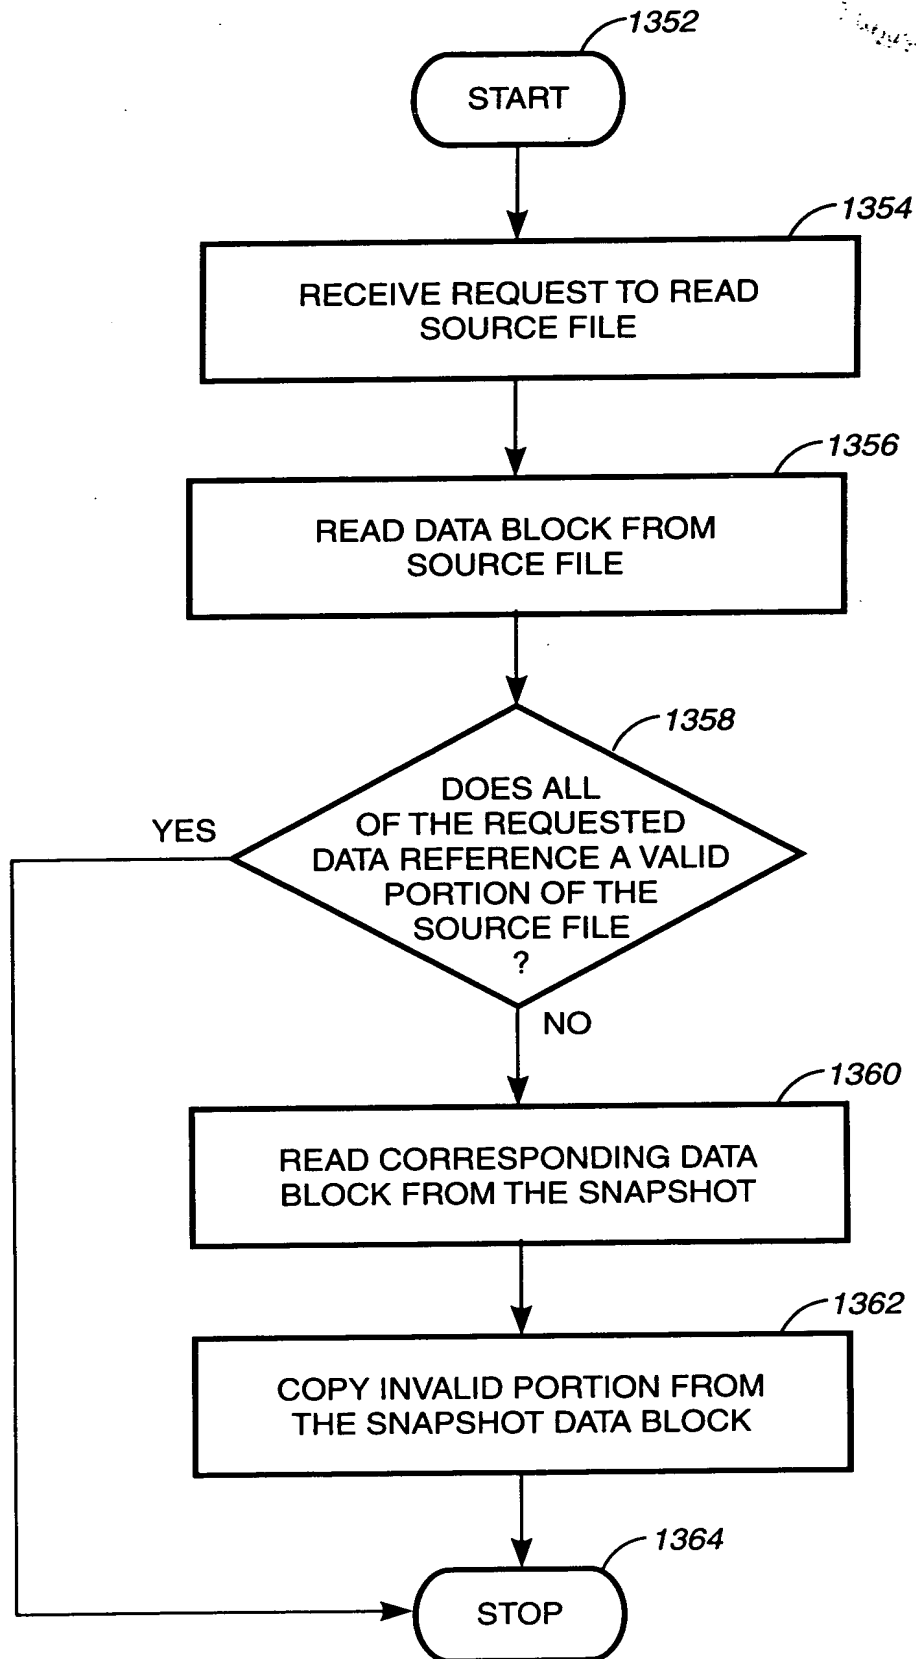 1352
START
1354
RECEIVE REQUEST TO READ
SOURCE FILE
1356
READ DATA BLOCK FROM
SOURCE FILE
1358
DOES ALL
OF THE REQUESTED
DATA REFERENCE A VALID
PORTION OF THE
SOURCE FILE
?
YES
NO
1360
READ CORRESPONDING DATA
BLOCK FROM THE SNAPSHOT
1362
COPY INVALID PORTION FROM
THE SNAPSHOT DATA BLOCK
1364
STOP